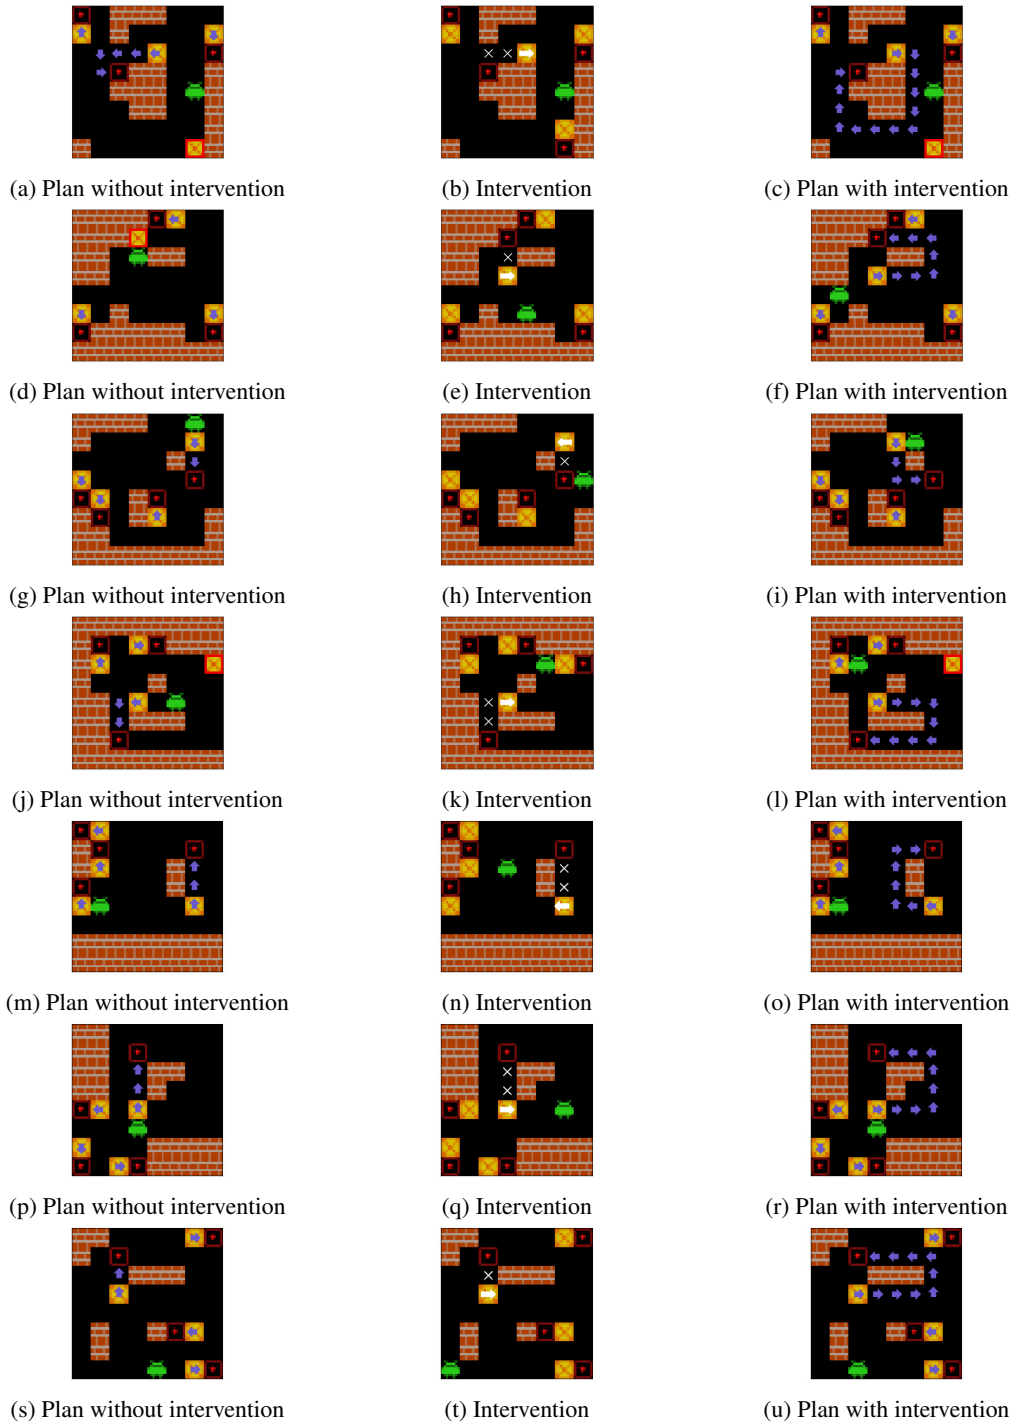 (a) Plan without intervention
(b) Intervention
(c) Plan with intervention
(d) Plan without intervention
(e) Intervention
(f) Plan with intervention
(g) Plan without intervention
(h) Intervention
(i) Plan with intervention
(j) Plan without intervention
(k) Intervention
(l) Plan with intervention
(m) Plan without intervention
(n) Intervention
(o) Plan with intervention
(p) Plan without intervention
(q) Intervention
(r) Plan with intervention
(s) Plan without intervention
(t) Intervention
(u) Plan with intervention